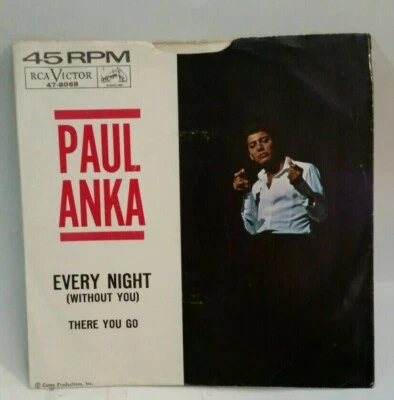 45 RPM
RCA VICTOR
47-8068
PAUL
ANKA
EVERY NIGHT
(WITHOUT YOU)
THERE YOU GO